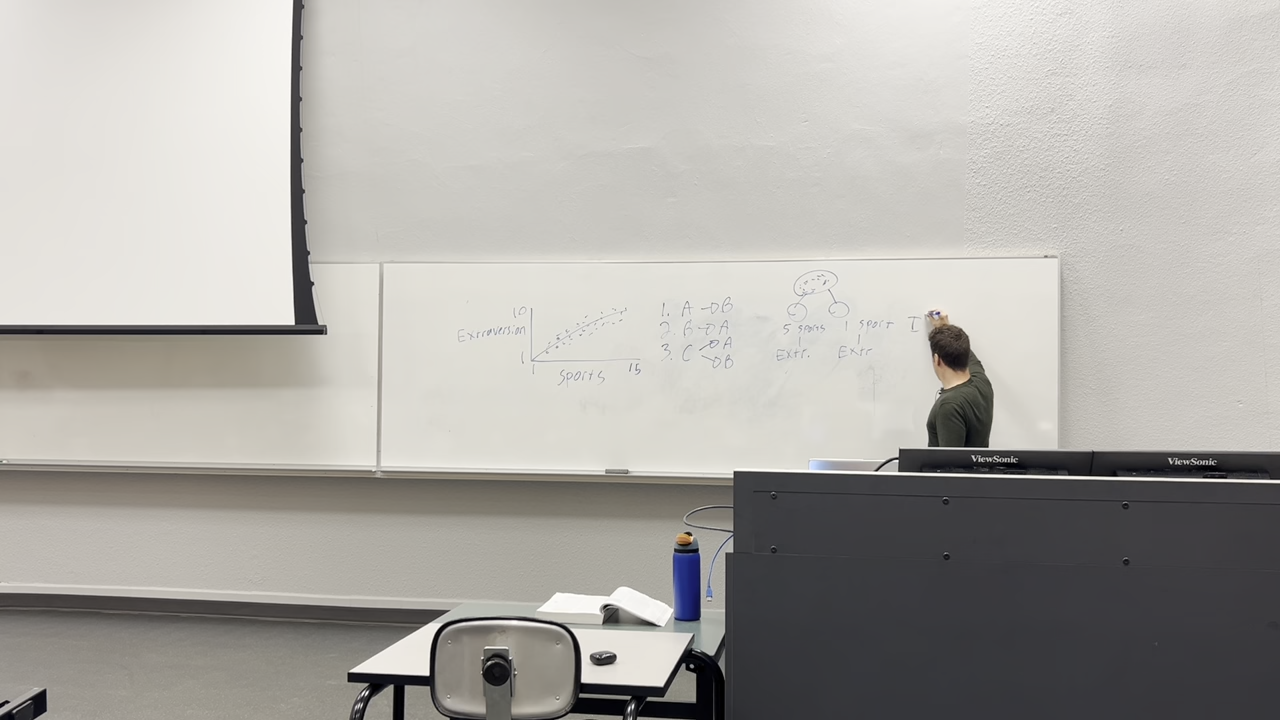 10
Extraversion
1
1 15
Sports
1. A → B
2. B → A
3. C → A
→ B
5 sports 1 sport
Extr. Extr
I
ViewSonic ViewSonic